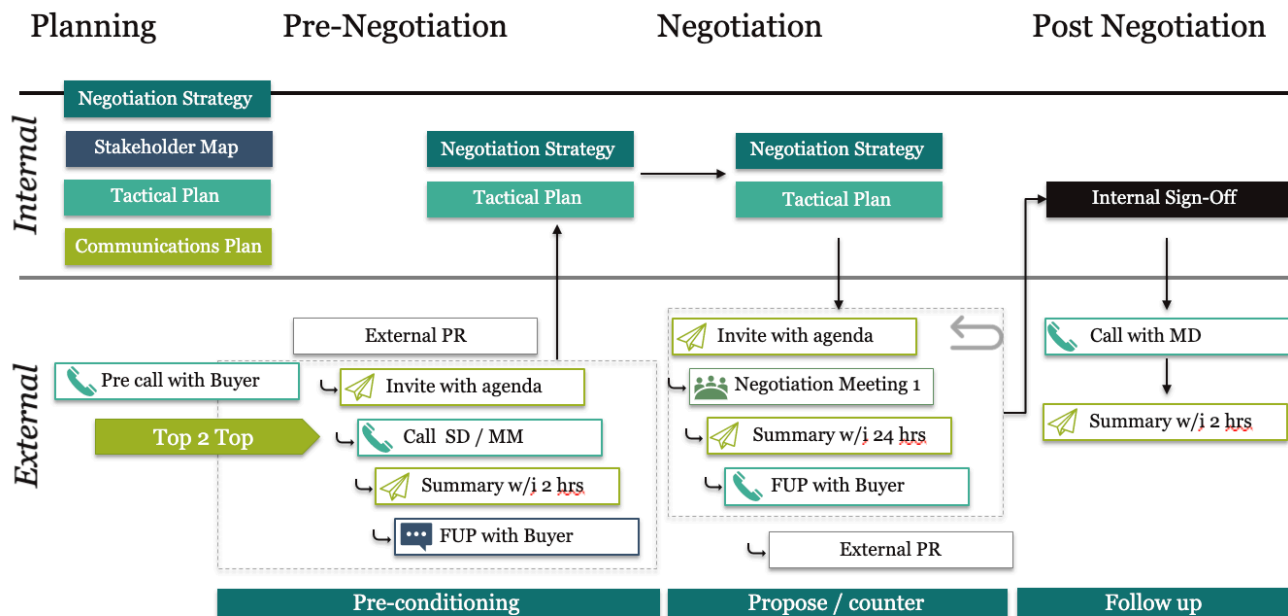 Planning
Pre-Negotiation
Negotiation
Post Negotiation
Internal
Negotiation Strategy
Stakeholder Map
Tactical Plan
Communications Plan
Negotiation Strategy
Tactical Plan
Negotiation Strategy
Tactical Plan
Internal Sign-Off
External
Pre call with Buyer
Top 2 Top
External PR
Invite with agenda
Call SD / MM
Summary w/i 2 hrs
FUP with Buyer
Invite with agenda
Negotiation Meeting 1
Summary w/i 24 hrs
FUP with Buyer
External PR
Call with MD
Summary w/i 2 hrs
Pre-conditioning
Propose / counter
Follow up